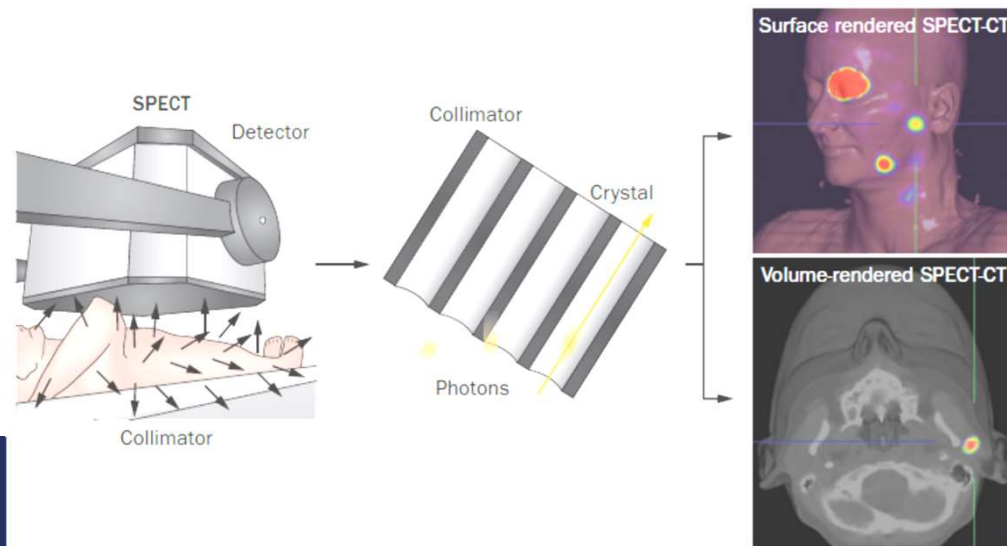 SPECT
Detector
Collimator
Collimator
Crystal
Photons
Surface rendered SPECT-CT
Volume-rendered SPECT-CT